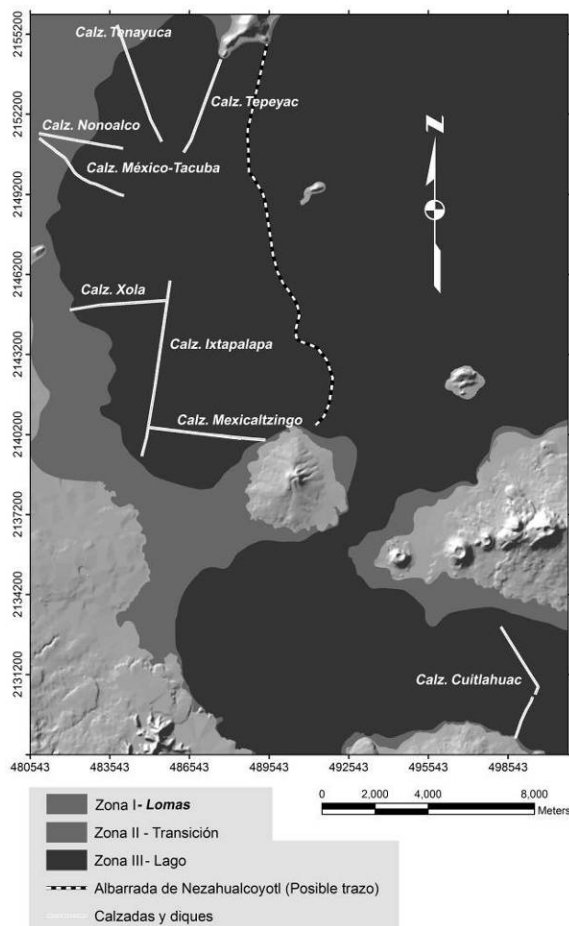 2155200
Calz. Tenayuca
Calz. Tepeyac
2152200
Calz. Nonoalco
Calz. México-Tacuba
N
2149200
2146200
Calz. Xola
Calz. Ixtapalapa
2143200
Calz. Mexicaltzingo
2140200
2137200
2134200
2131200
Calz. Cuitlahuac
480543 483543 486543 489543 492543 495543 498543
0 2,000 4,000 8,000
Meters
Zona I- Lomas
Zona II - Transición
Zona III- Lago
Albarrada de Nezahualcoyotl (Posible trazo)
Calzadas y diques